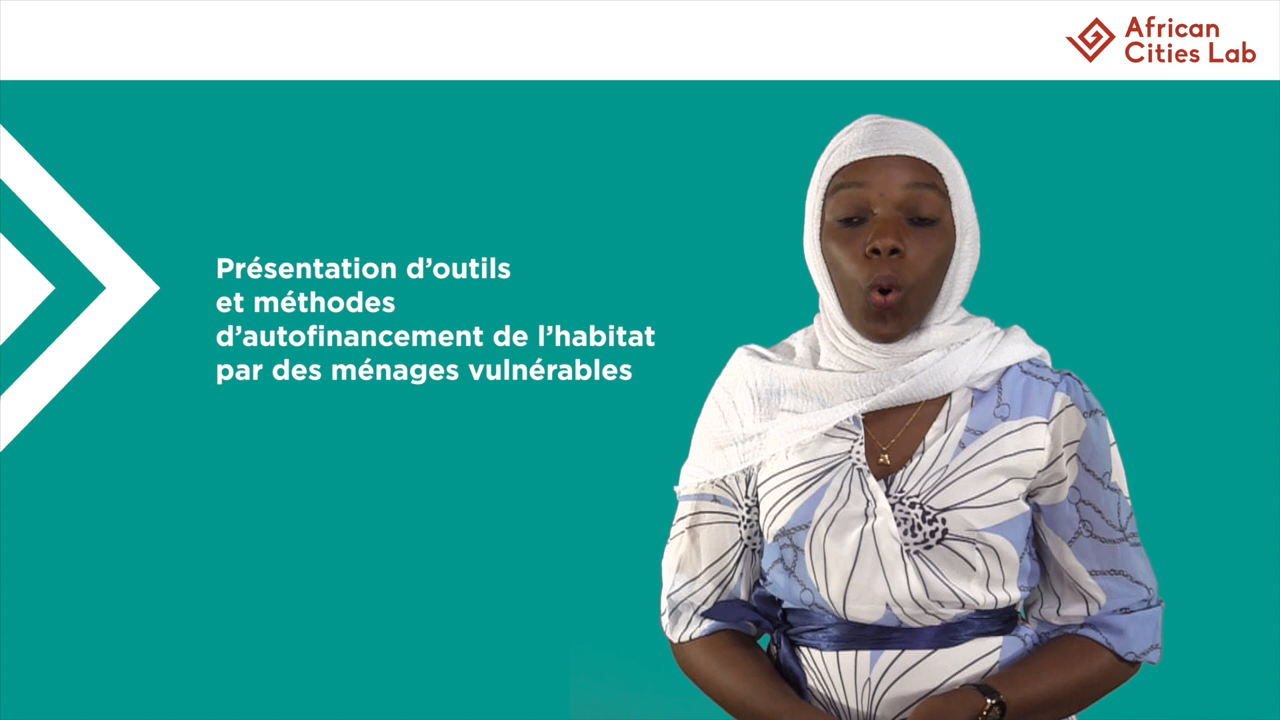 African
Cities Lab
Présentation d’outils
et méthodes
d’autofinancement de l’habitat
par des ménages vulnérables